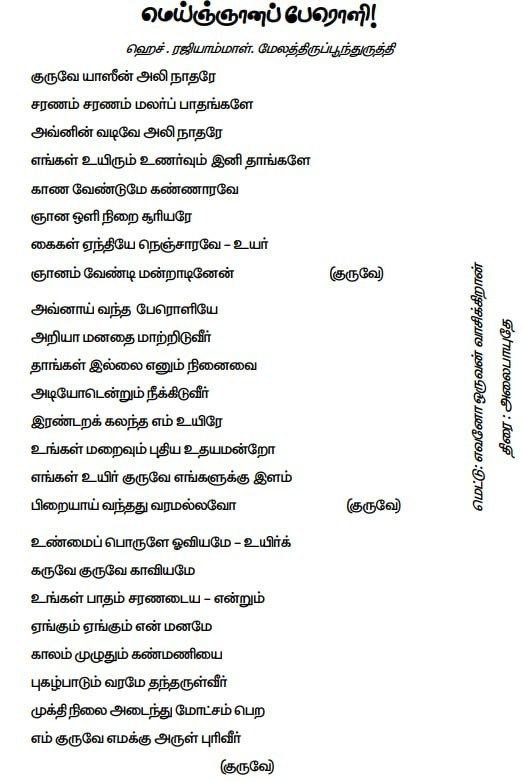 மெய்ஞ்ஞானப் பேரொளி!
ஹெச் . ரஜியாம்மாள். மேலத்திருப்பூந்துருத்தி
குருவே யாஸீன் அலி நாதரே
சரணம் சரணம் மலர்ப் பாதங்களே
அவ்னின் வடிவே அலி நாதரே
எங்கள் உயிரும் உணர்வும் இனி தாங்களே
காண வேண்டுமே கண்ணாரவே
ஞான ஒளி நிறை சூரியரே
கைகள் ஏந்தியே நெஞ்சாரவே – உயர்
ஞானம் வேண்டி மன்றாடினேன் (குருவே)
அவ்னாய் வந்த பேரொளியே
அறியா மனதை மாற்றிடுவீர்
தாங்கள் இல்லை எனும் நினைவை
அடியோடென்றும் நீக்கிடுவீர்
இரண்டறக் கலந்த எம் உயிரே
உங்கள் மறைவும் புதிய உதயமன்றோ
எங்கள் உயிர் குருவே எங்களுக்கு இளம்
பிறையாய் வந்தது வரமல்லவோ (குருவே)
உண்மைப் பொருளே ஓவியமே – உயிர்க்
கருவே குருவே காவியமே
உங்கள் பாதம் சரணடைய – என்றும்
ஏங்கும் ஏங்கும் என் மனமே
காலம் முழுதும் கண்மணியை
புகழ்பாடும் வரமே தந்தருள்வீர்
முக்தி நிலை அடைந்து மோட்சம் பெற
எம் குருவே எமக்கு அருள் புரிவீர்
(குருவே)
மெட்டு: எவனோ ஒருவன் வாசிக்கிறான்
திரை : அலைபாயுதே